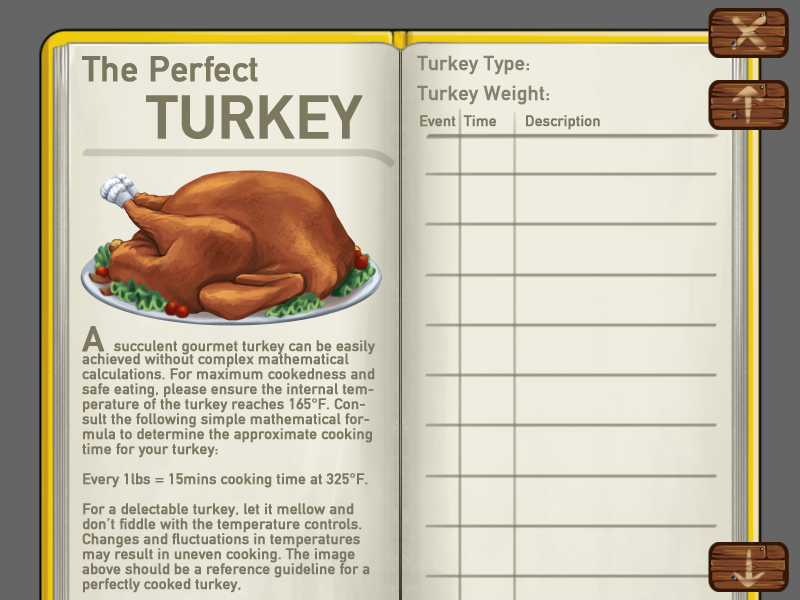 The Perfect
TURKEY
A succulent gourmet turkey can be easily
achieved without complex mathematical
calculations. For maximum cookedness and
safe eating, please ensure the internal tem-
perature of the turkey reaches 165°F. Con-
sult the following simple mathematical for-
mula to determine the approximate cooking
time for your turkey:
Every 1lbs = 15mins cooking time at 325°F.
For a delectable turkey, let it mellow and
don't fiddle with the temperature controls.
Changes and fluctuations in temperatures
may result in uneven cooking. The image
above should be a reference guideline for a
perfectly cooked turkey.
Turkey Type:
Turkey Weight:
Event Time Description